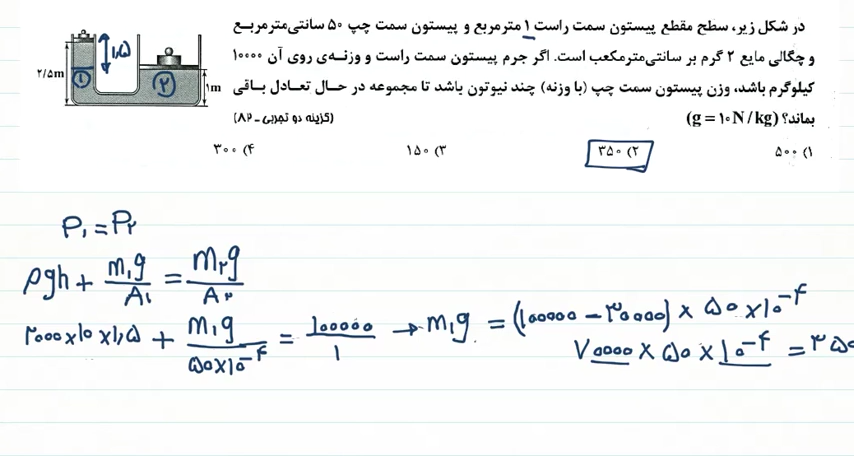 در شکل زیر، سطح مقطع پیستون سمت راست ۱ مترمربع و پیستون سمت چپ ۵۰ سانتی‌مترمربع
و چگالی مایع ۲ گرم بر سانتی‌مترمکعب است. اگر جرم پیستون سمت راست و وزنه‌ی روی آن ۱۰۰۰۰
کیلوگرم باشد، وزن پیستون سمت چپ (با وزنه) چند نیوتون باشد تا مجموعه در حال تعادل باقی
بماند؟ (g = ۱۰ N / kg) (گزینه دو تجربی ـ ۸۲)
۱) ۵۰۰ ۲) ۳۵۰ ۳) ۱۵۰ ۴) ۳۰۰
۲/۵m ۱ ۱,۵ ۲ ۱m
P₁ = P₂
ρgh + m₁g / A₁ = m₂g / A₂
۲۰۰۰ × ۱۰ × ۱,۵ + m₁g / ۵۰ × ۱۰⁻⁴ = ۱۰۰۰۰۰ / ۱ → m₁g = (۱۰۰۰۰۰ − ۳۰۰۰۰) × ۵۰ × ۱۰⁻⁴
۷۰۰۰۰ × ۵۰ × ۱۰⁻⁴ = ۳۵۰